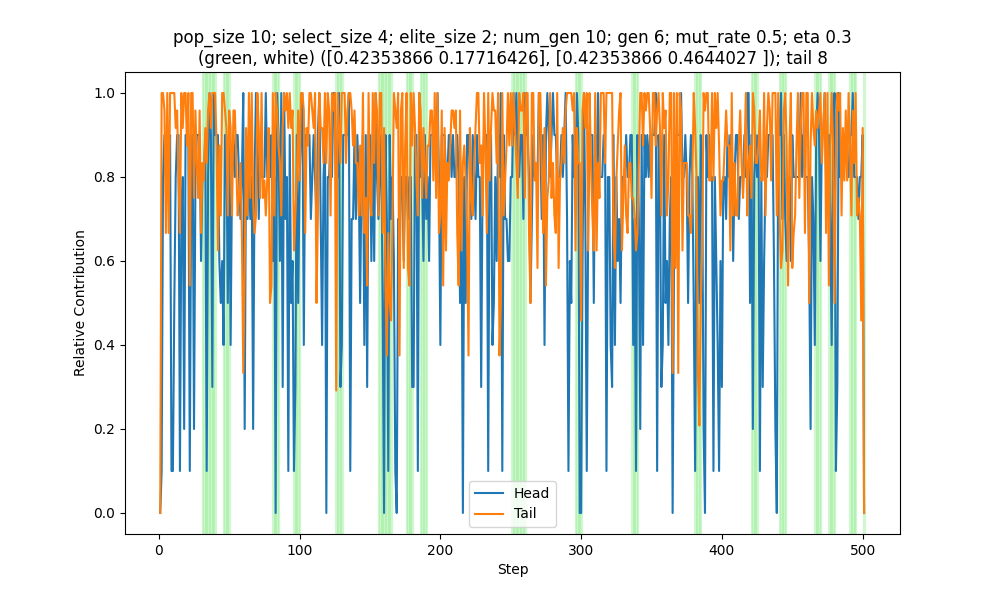 pop_size 10; select_size 4; elite_size 2; num_gen 10; gen 6; mut_rate 0.5; eta 0.3
(green, white) ([0.42353866 0.17716426], [0.42353866 0.4644027 ]); tail 8
1.0
0.8
0.6
0.4
0.2
0.0
Relative Contribution
Head
Tail
0
100
200
300
400
500
Step